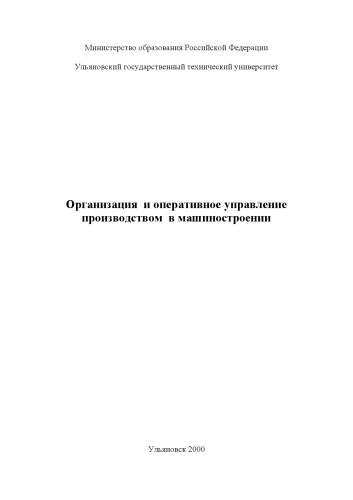 Министерство образования Российской Федерации
Ульяновский государственный технический университет
Организация и оперативное управление
производством в машиностроении
Ульяновск 2000